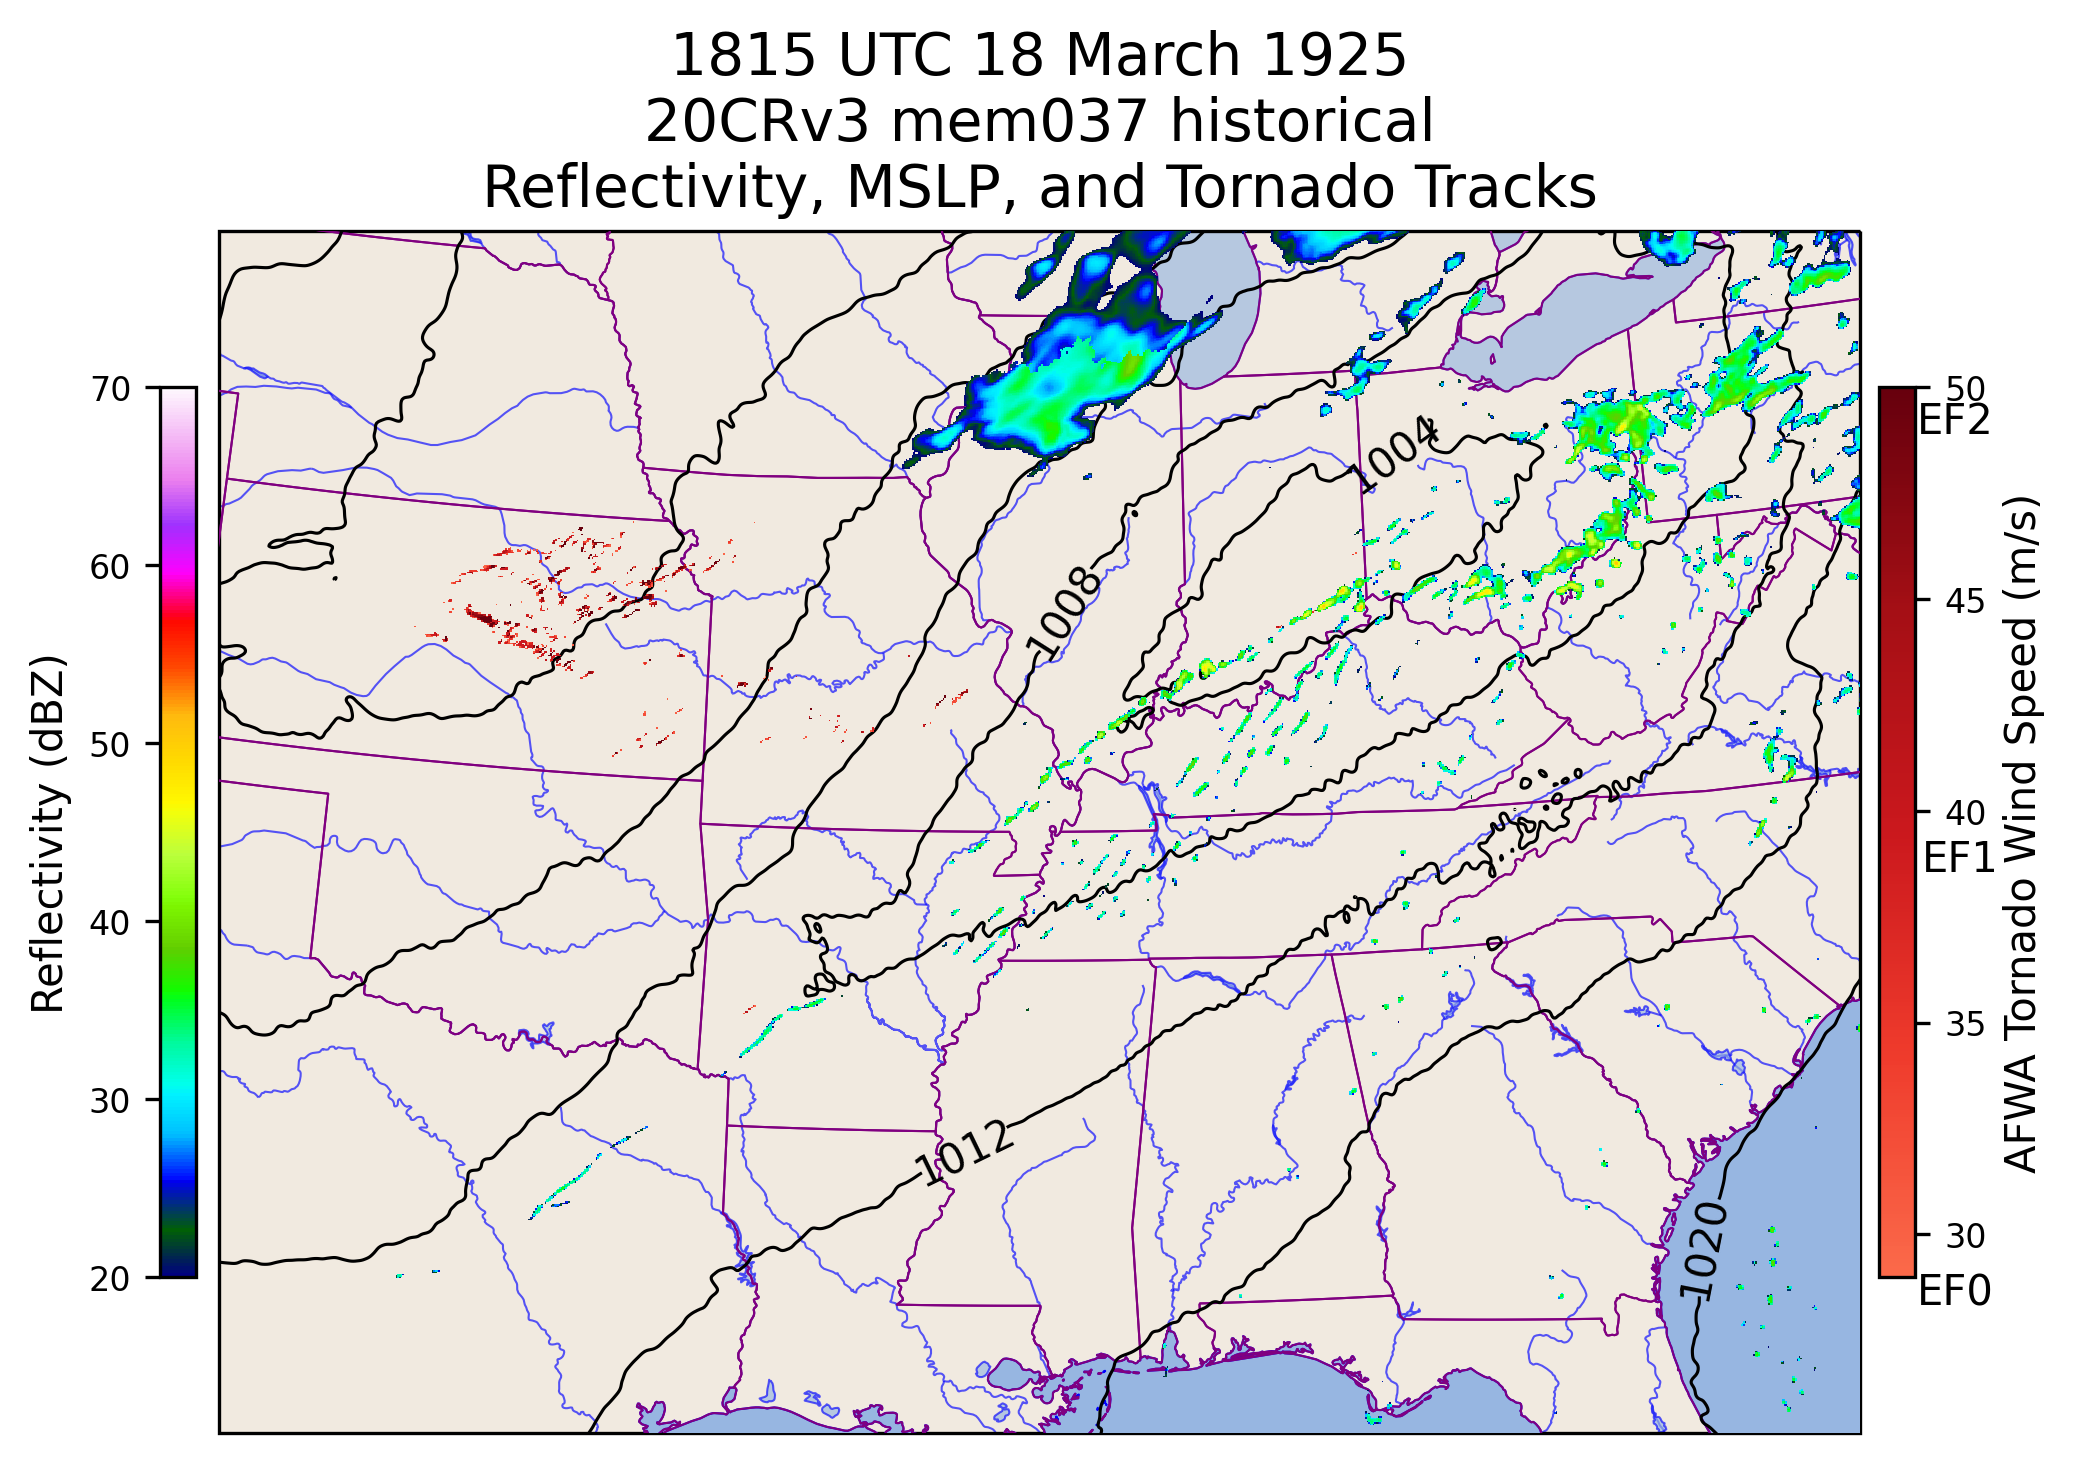 1815 UTC 18 March 1925
20CRv3 mem037 historical
Reflectivity, MSLP, and Tornado Tracks
70
60
50
40
30
20
Reflectivity (dBZ)
1004
1008
1012
1020
50
EF2
45
40
EF1
35
30
EF0
AFWA Tornado Wind Speed (m/s)